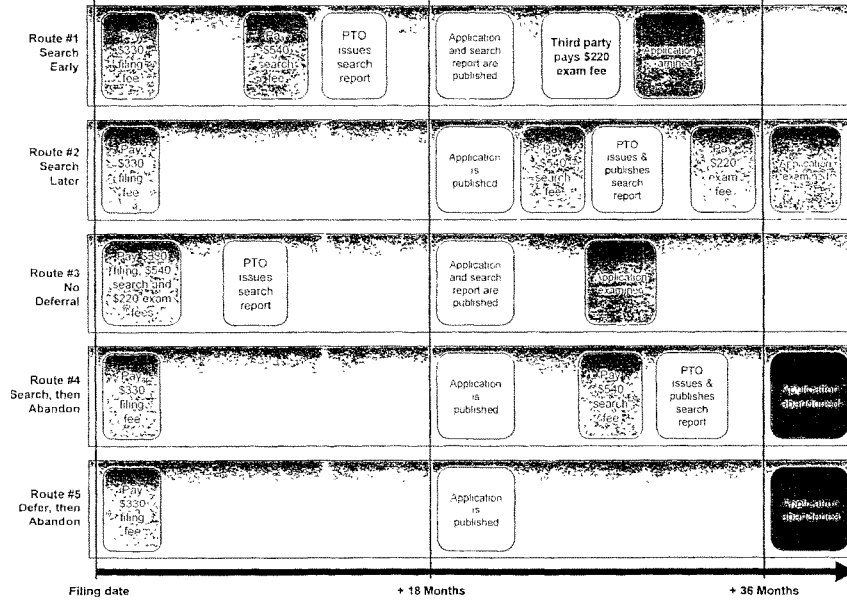 Route #1
Search
Early
Pay
$330
filing
fee
Pay
$540
search
fee
PTO
issues
search
report
Application
and search
report are
published
Third party
pays $220
exam fee
Application
examined
Route #2
Search
Later
Pay
$330
filing
fee
Application
is
published
Pay
$540
search
fee
PTO
issues &
publishes
search
report
Pay
$220
exam
fee
Application
examined
Route #3
No
Deferral
Pay $330
filing, $540
search and
$220 exam
fees
PTO
issues
search
report
Application
and search
report are
published
Application
examined
Route #4
Search, then
Abandon
Pay
$330
filing
fee
Application
is
published
Pay
$540
search
fee
PTO
issues &
publishes
search
report
Application
abandoned
Route #5
Defer, then
Abandon
Pay
$330
filing
fee
Application
is
published
Application
abandoned
Filing date
+ 18 Months
+ 36 Months